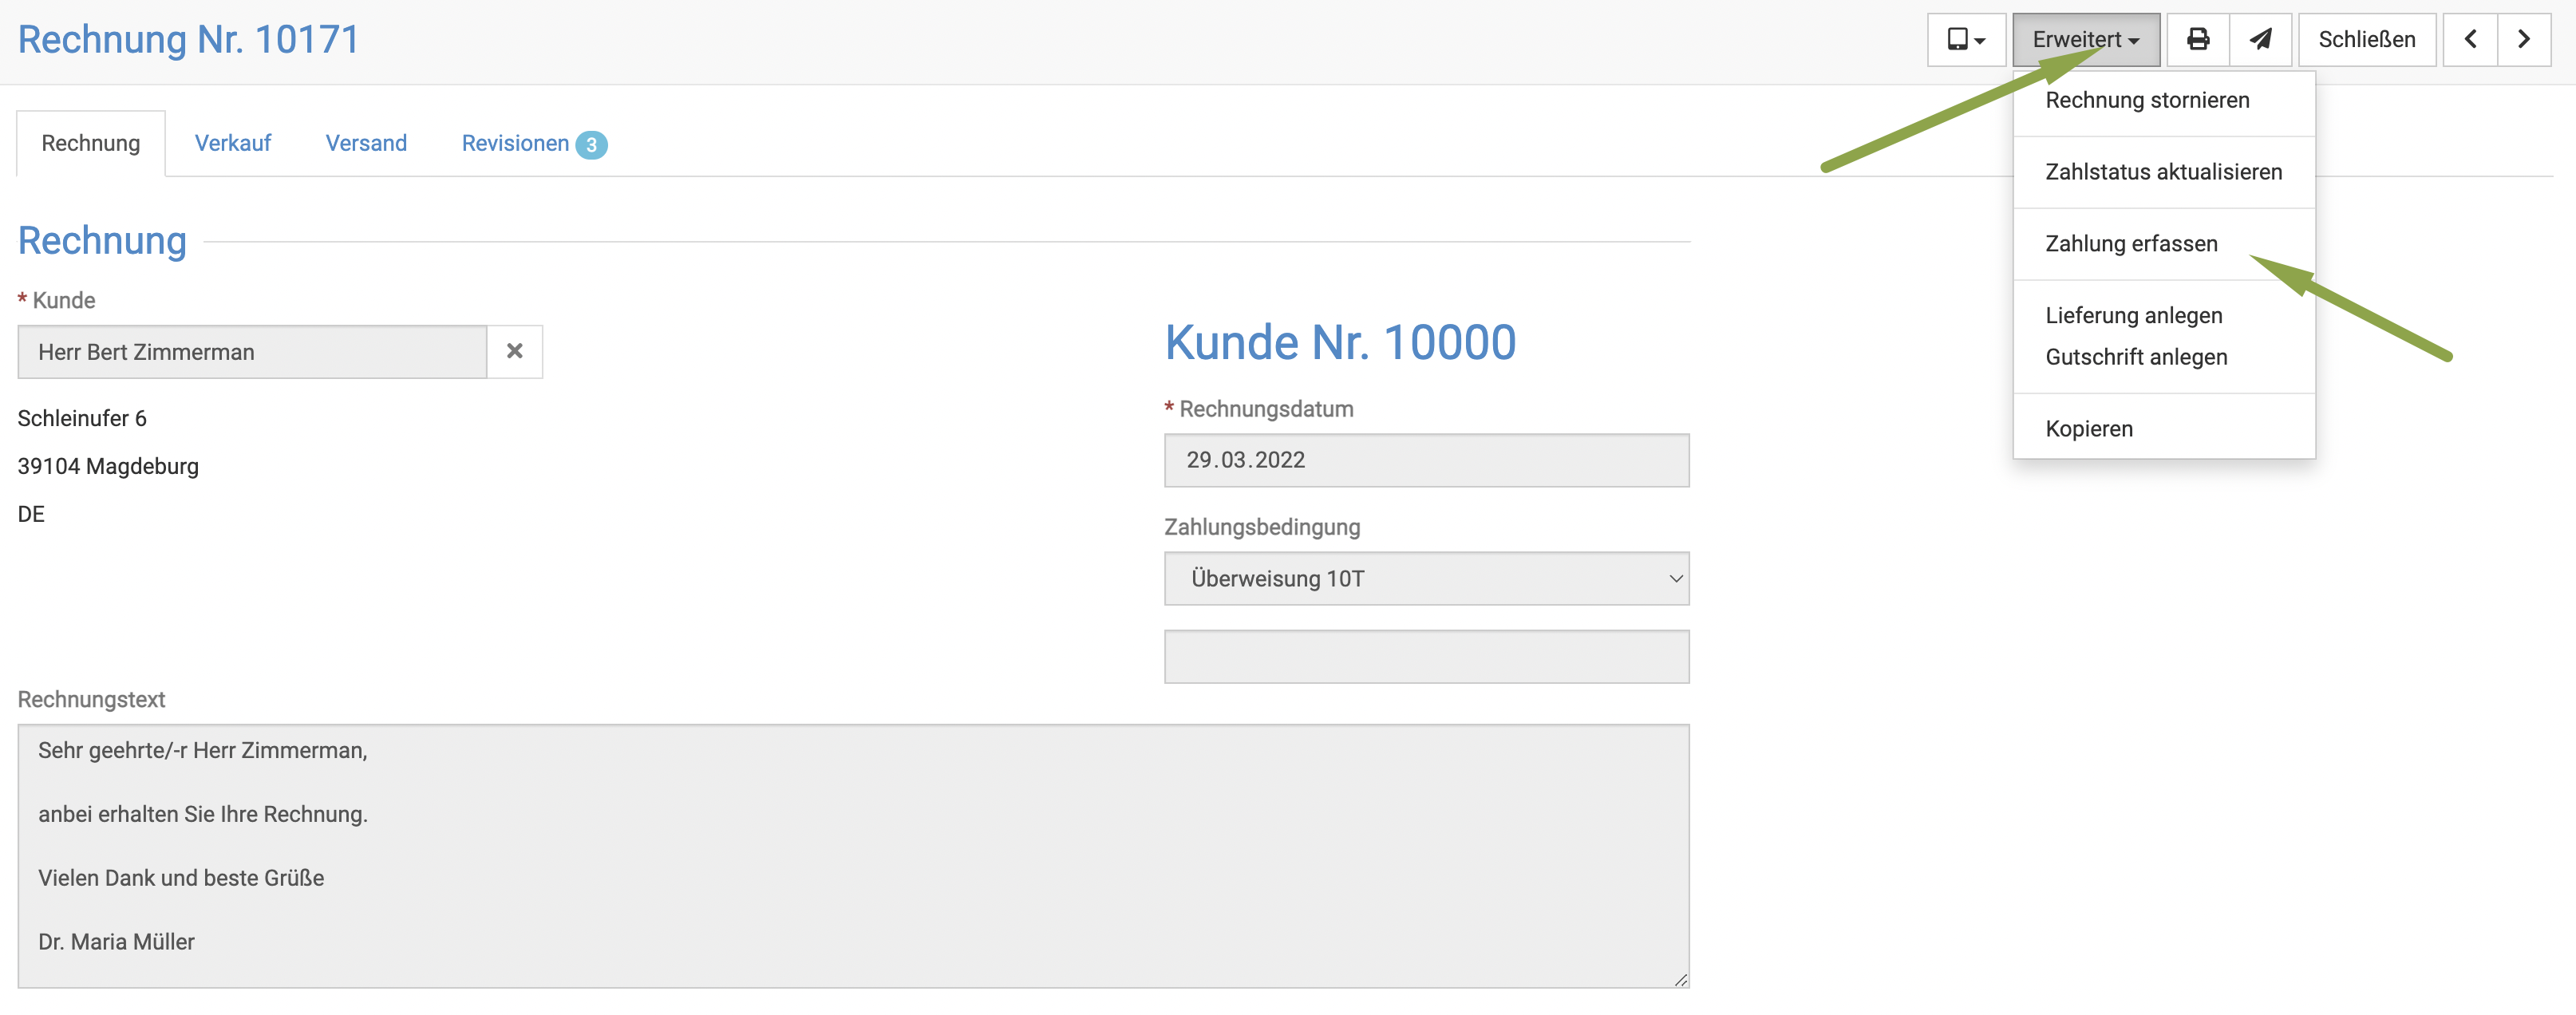 Rechnung Nr. 10171
Erweitert
Schließen
Rechnung stornieren
Zahlstatus aktualisieren
Zahlung erfassen
Lieferung anlegen
Gutschrift anlegen
Kopieren
Rechnung Verkauf Versand Revisionen 3
Rechnung
* Kunde
Herr Bert Zimmerman
Schleinufer 6
39104 Magdeburg
DE
Kunde Nr. 10000
* Rechnungsdatum
29.03.2022
Zahlungsbedingung
Überweisung 10T
Rechnungstext
Sehr geehrte/-r Herr Zimmerman,
anbei erhalten Sie Ihre Rechnung.
Vielen Dank und beste Grüße
Dr. Maria Müller